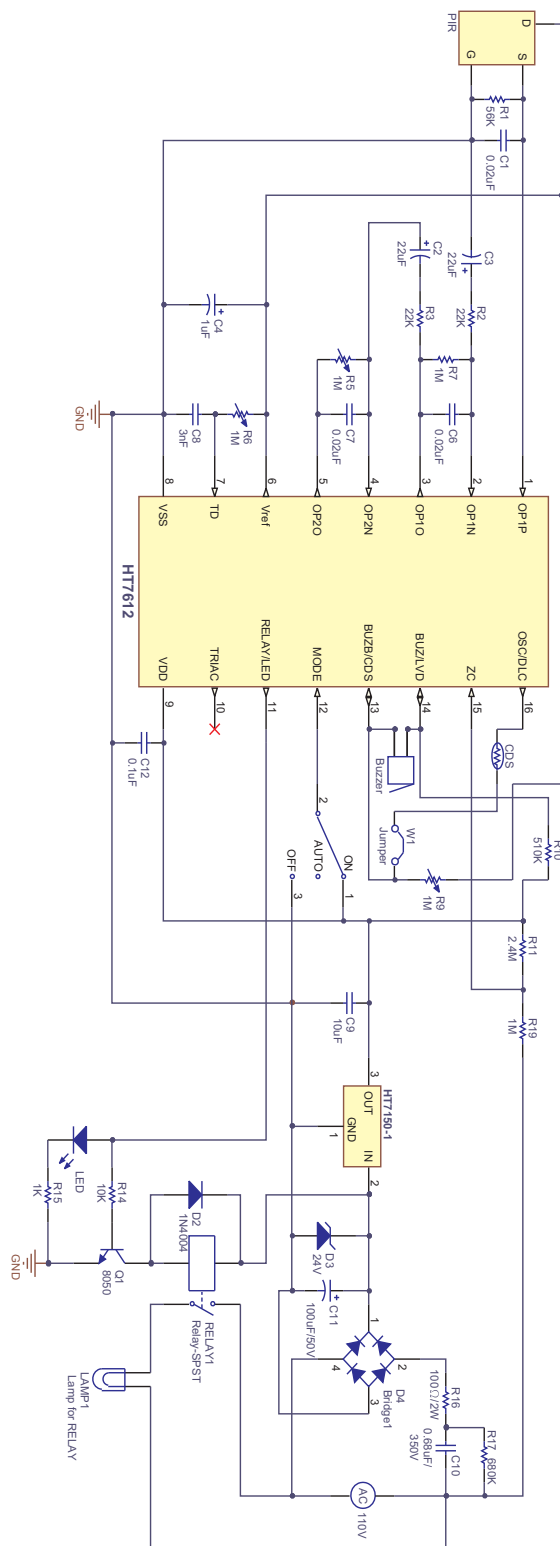 PIR
D
G
S
R1
56K
C1
0.02uF
C2
22uF
C3
22uF
R3
22K
R2
22K
C4
1uF
R5
1M
R7
1M
GND
C8
3nF
R6
1M
C7
0.02uF
C6
0.02uF
8
7
6
5
4
3
2
1
VSS
TD
Vref
OP2O
OP2N
OP1O
OP1N
OP1P
HT7612
VDD
TRIAC
RELAY/LED
MODE
BUZB/CDS
BUZ/LVD
ZC
OSC/DLC
9
10
11
12
13
14
15
16
C12
0.1uF
Buzzer
CDS
2
ON
AUTO
OFF
1
3
W1
Jumper
R9
1M
510K
R11
2.4M
R19
1M
C9
10uF
3
HT7150-1
OUT
GND
IN
1
2
LED
R15
1K
R14
10K
D2
1N4004
Q1
8050
GND
RELAY1
Relay-SPST
D3
24V
C11
100uF/50V
1
2
3
4
D4
Bridge1
R16
100Ω/2W
C10
0.68uF/
350V
R17
680K
LAMP1
Lamp for RELAY
AC
110V